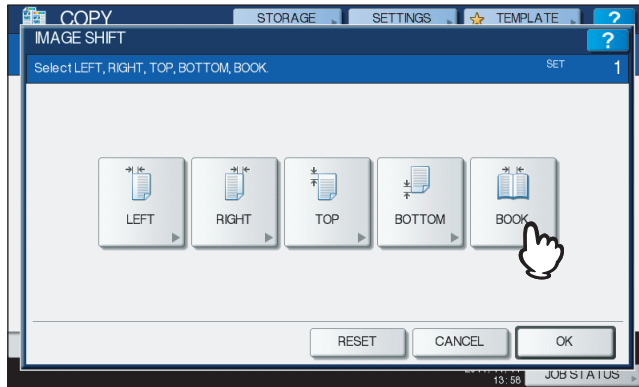 COPY STORAGE SETTINGS TEMPLATE ?
IMAGE SHIFT ?
Select LEFT, RIGHT, TOP, BOTTOM, BOOK. SET 1
LEFT RIGHT TOP BOTTOM BOOK
RESET CANCEL OK
13:58 JOB STATUS